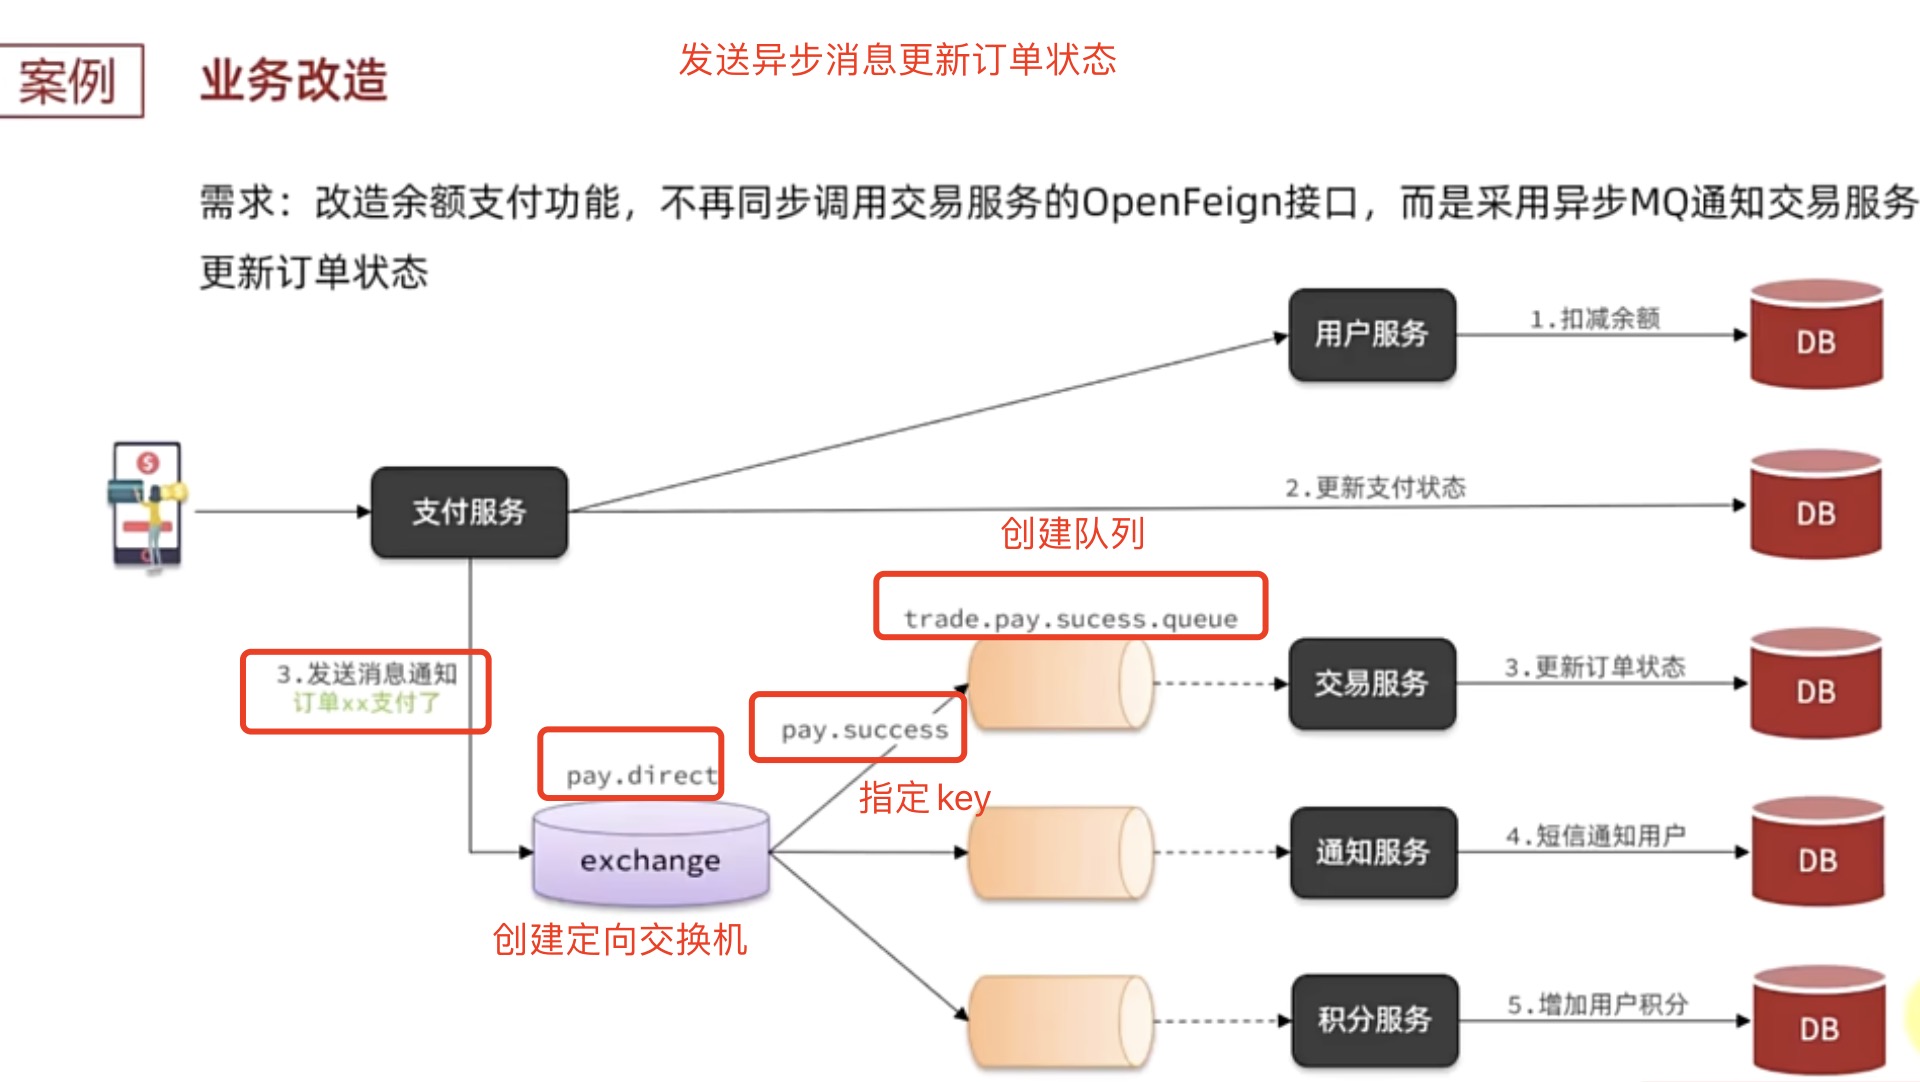 发送异步消息更新订单状态
案例
业务改造
需求：改造余额支付功能，不再同步调用交易服务的OpenFeign接口，而是采用异步MQ通知交易服务
更新订单状态
用户服务
1.扣减余额
DB
支付服务
2.更新支付状态
DB
创建队列
trade.pay.sucess.queue
3.发送消息通知
订单xx支付了
交易服务
3.更新订单状态
DB
pay.success
pay.direct
指定key
exchange
通知服务
4.短信通知用户
DB
创建定向交换机
积分服务
5.增加用户积分
DB